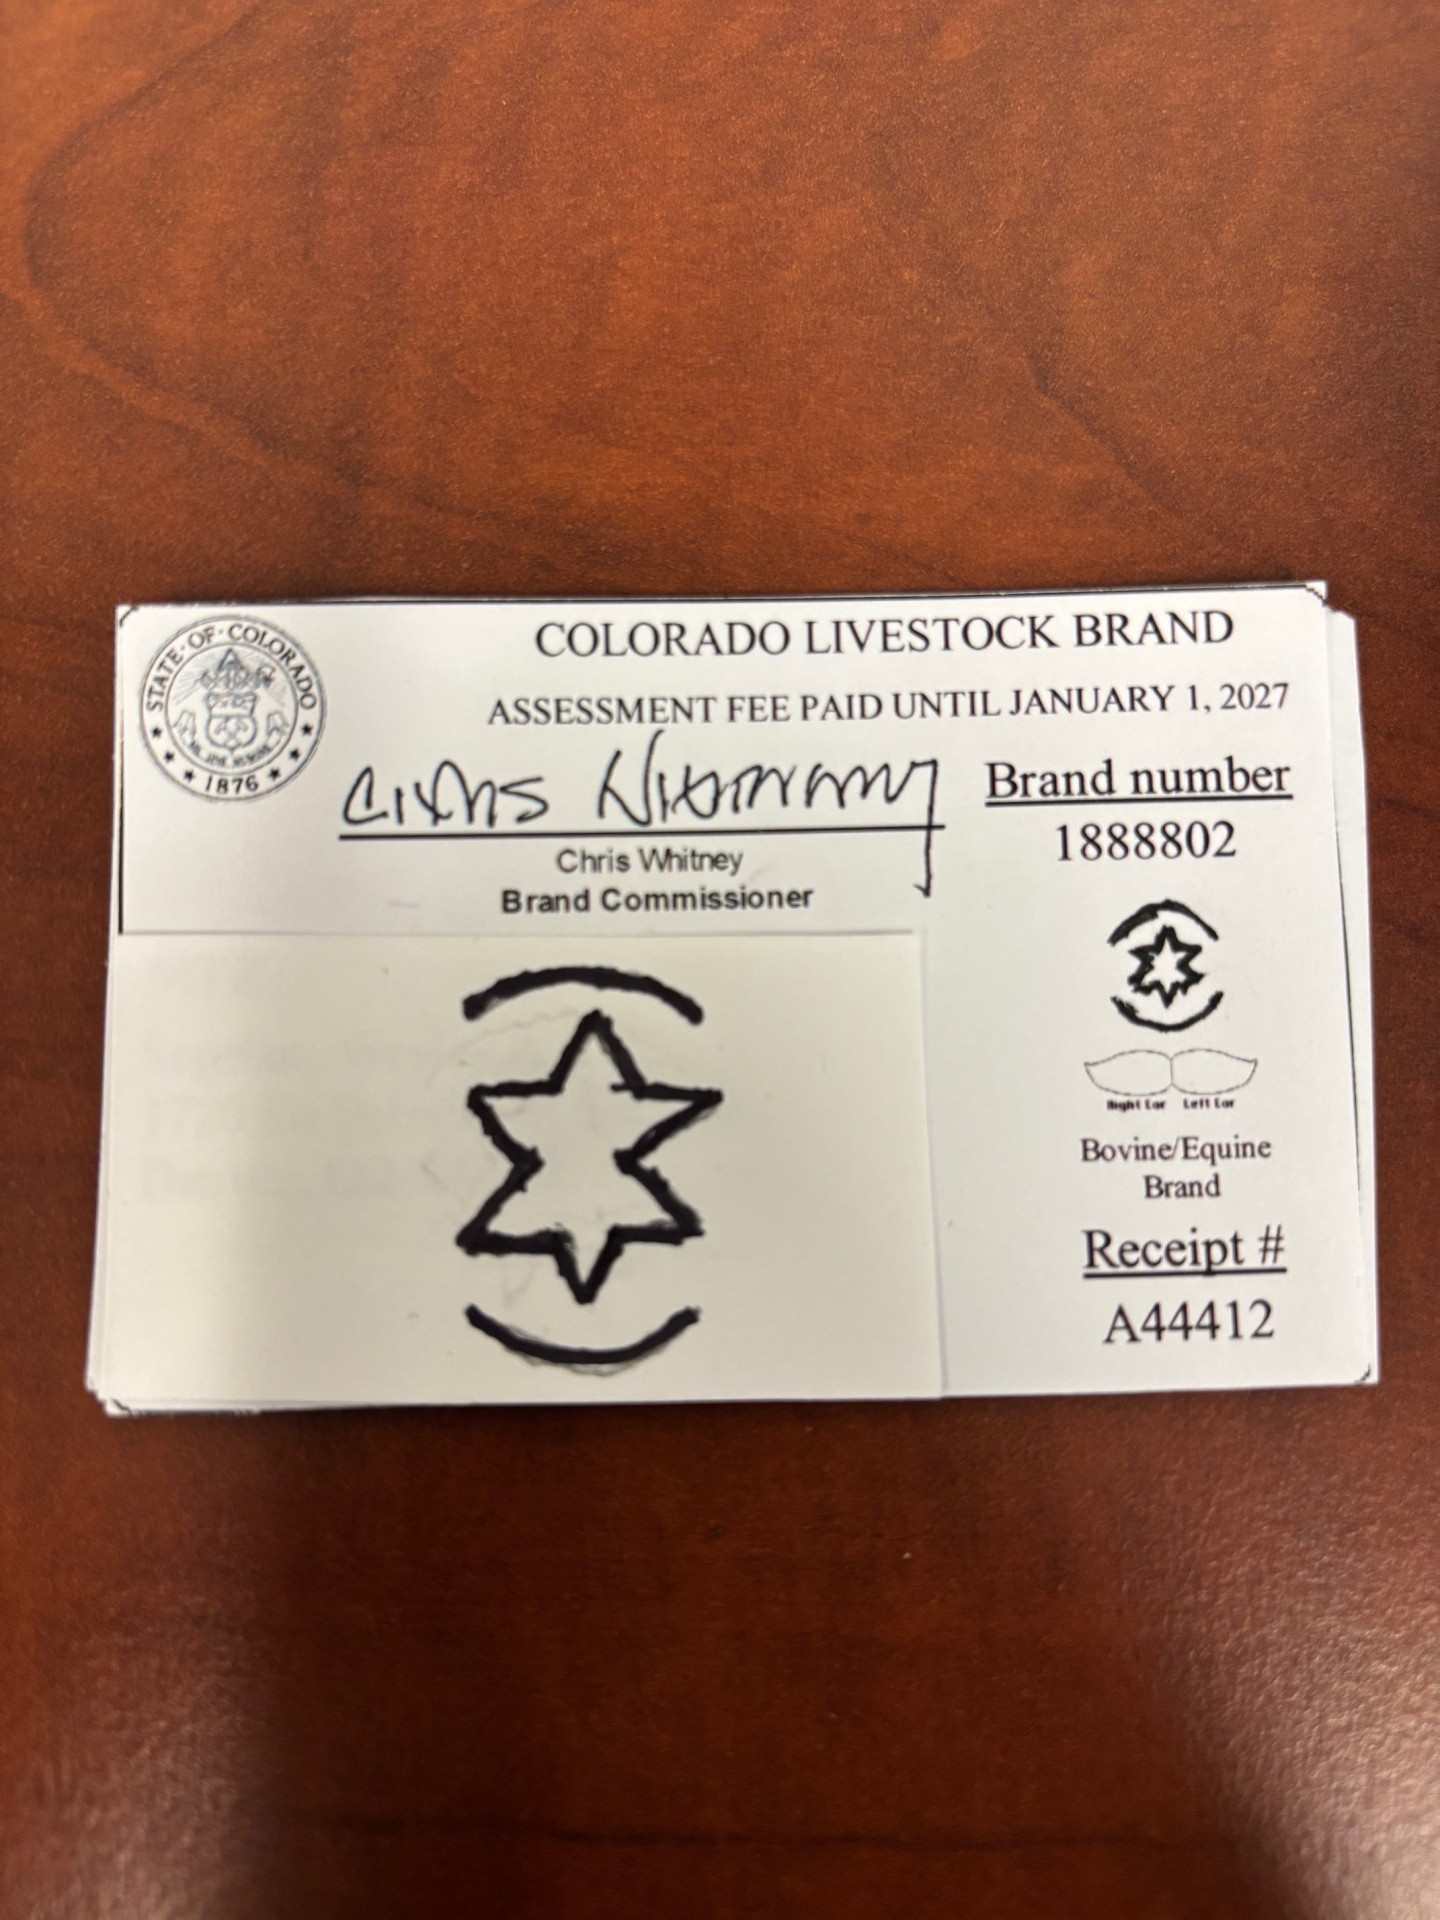 STATE·OF·COLORADO
1876
COLORADO LIVESTOCK BRAND
ASSESSMENT FEE PAID UNTIL JANUARY 1, 2027
Chris Whitney
Brand Commissioner
Brand number
1888802
Right Ear Left Ear
Bovine/Equine
Brand
Receipt #
A44412